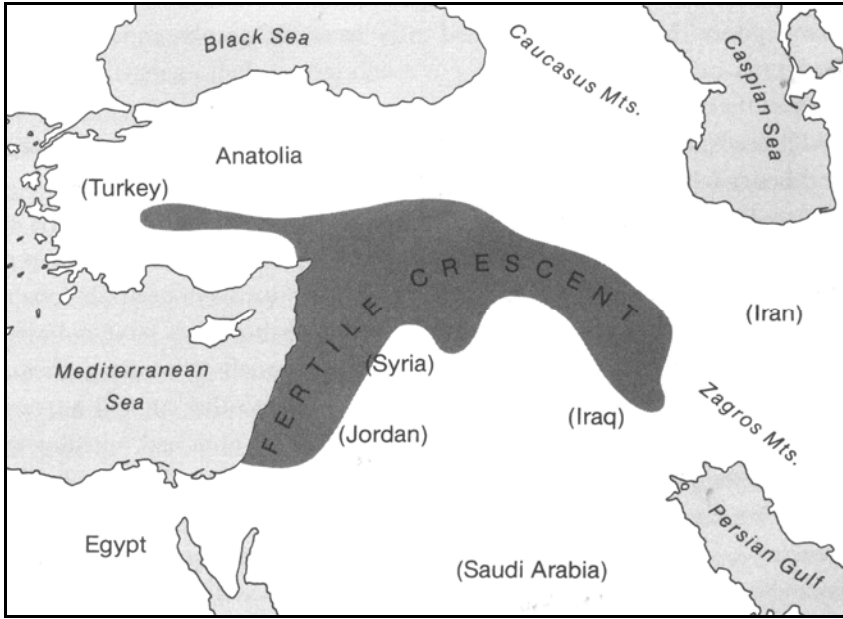 Black Sea
Caucasus Mts.
Caspian Sea
Anatolia
(Turkey)
FERTILE CRESCENT
(Iran)
Mediterranean
Sea
(Syria)
(Jordan)
(Iraq)
Zagros Mts.
Persian Gulf
Egypt
(Saudi Arabia)